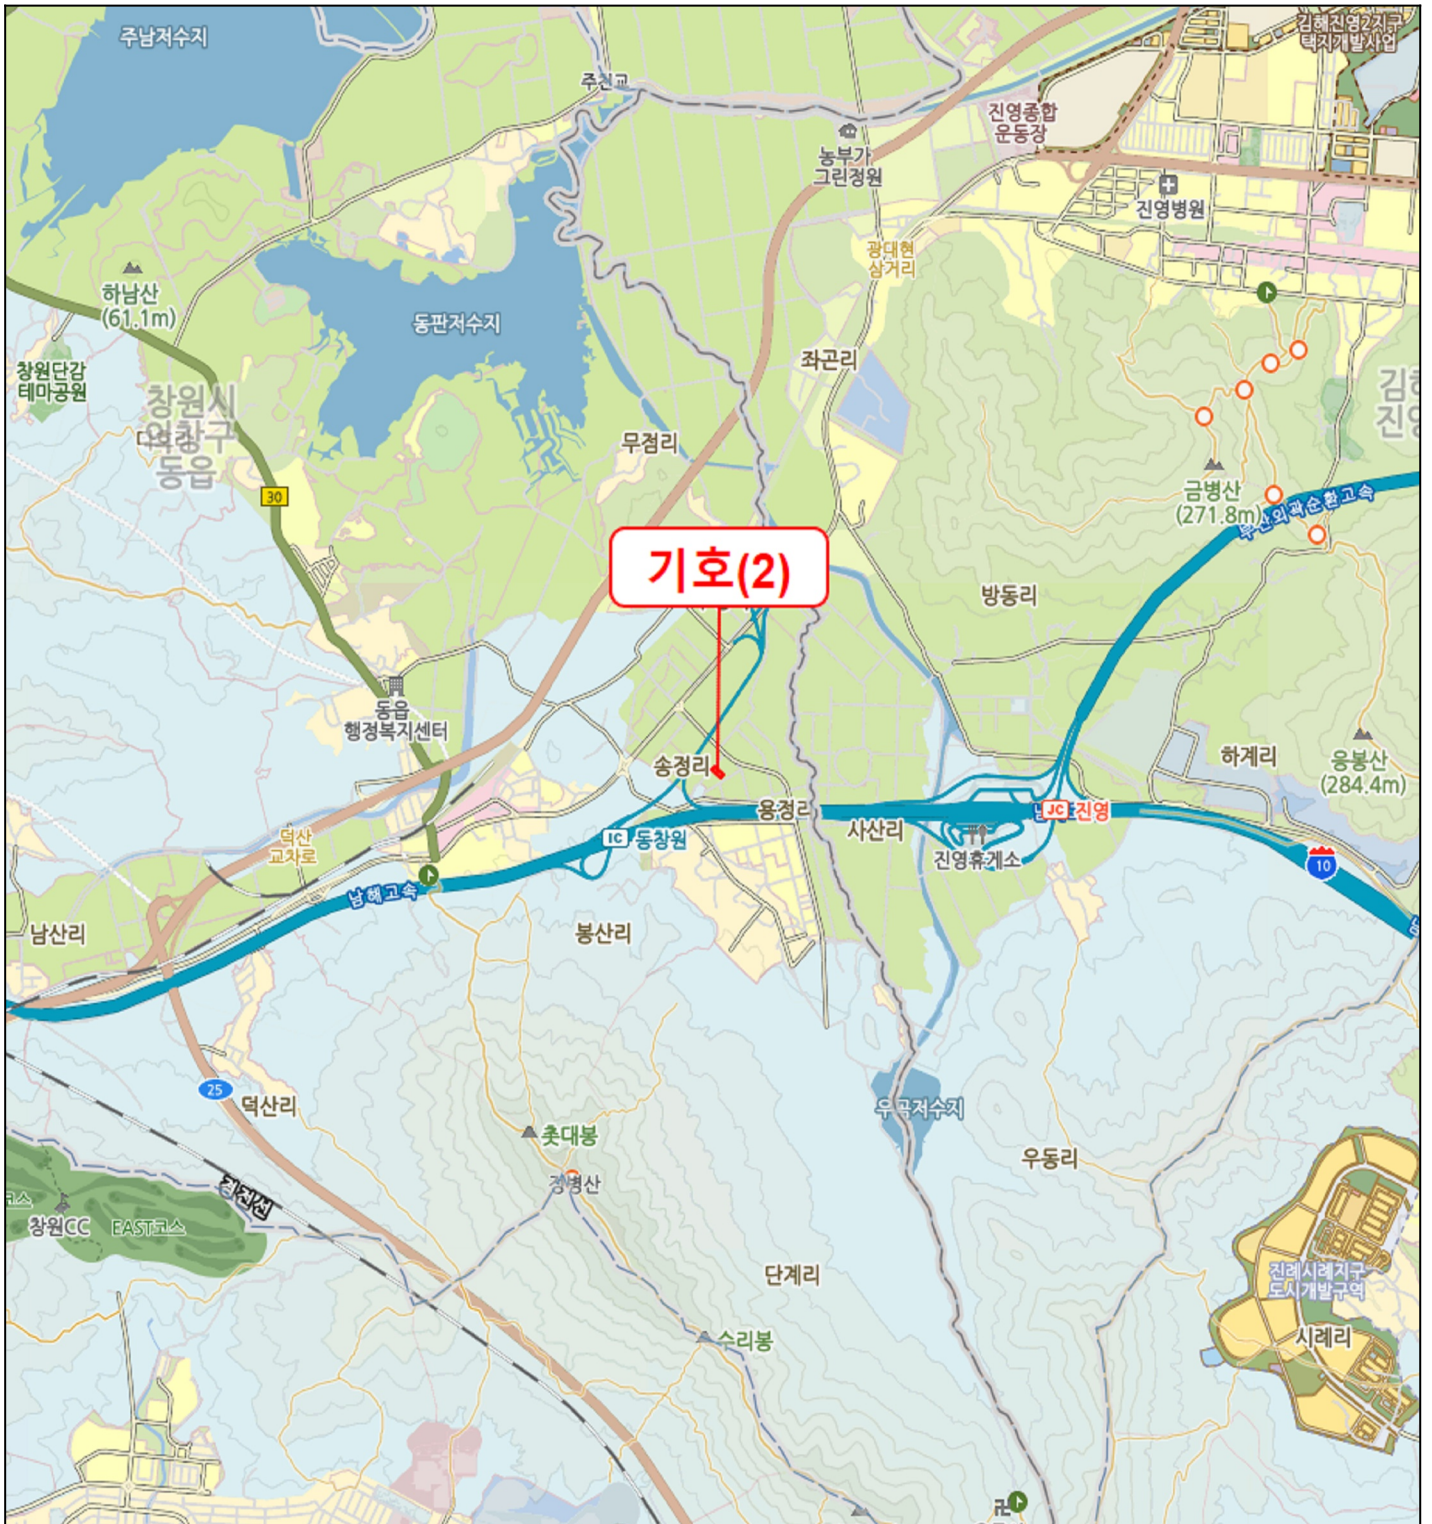 주남저수지
김해진영2지구
택지개발사업
주천교
진영종합
운동장
농부가
그린정원
진영병원
광대현
삼거리
하남산
(61.1m)
동판저수지
창원단감
테마공원
좌곤리
창원시
의창구
동읍
무점리
30
금병산
(271.8m)
부산외곽순환고속
기호(2)
방동리
동읍
행정복지센터
송정리
하계리
응봉산
(284.4m)
용정리
사산리
JC 진영
IC 동창원
덕산
교차로
진영휴게소
10
남해고속
남산리
봉산리
25
덕산리
우곡저수지
촛대봉
우동리
정병산
경전선
창원CC
EAST코스
단계리
진례시례지구
도시개발구역
수리봉
시례리